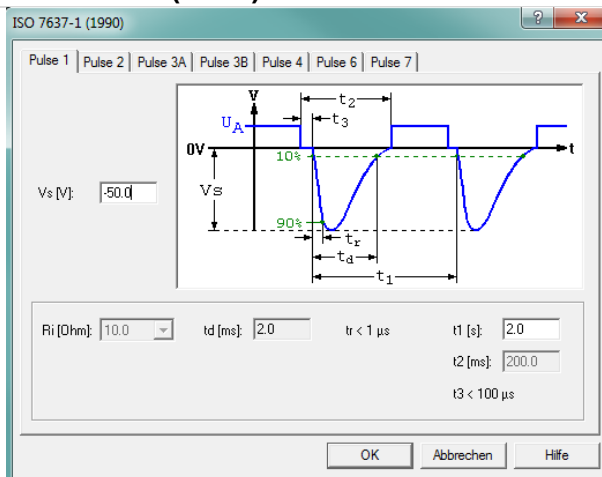 ISO 7637-1 (1990)
Pulse 1 Pulse 2 Pulse 3A Pulse 3B Pulse 4 Pulse 6 Pulse 7
V
t2
UA
t3
0V
t
10%
Vs [V]: -50.0
Vs
90%
tr
td
t1
Ri [Ohm]: 10.0 td [ms]: 2.0 tr < 1 µs t1 [s]: 2.0
t2 [ms]: 200.0
t3 < 100 µs
OK Abbrechen Hilfe